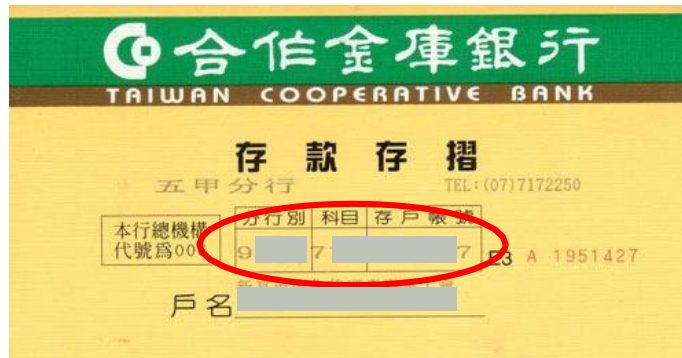 合作金庫銀行
TAIWAN COOPERATIVE BANK
存款存摺
五甲分行 TEL:(07)7172250
本行總機構 分行別 科目 存戶帳號
代號為00 9 7 7 E3 A 1951427
戶名